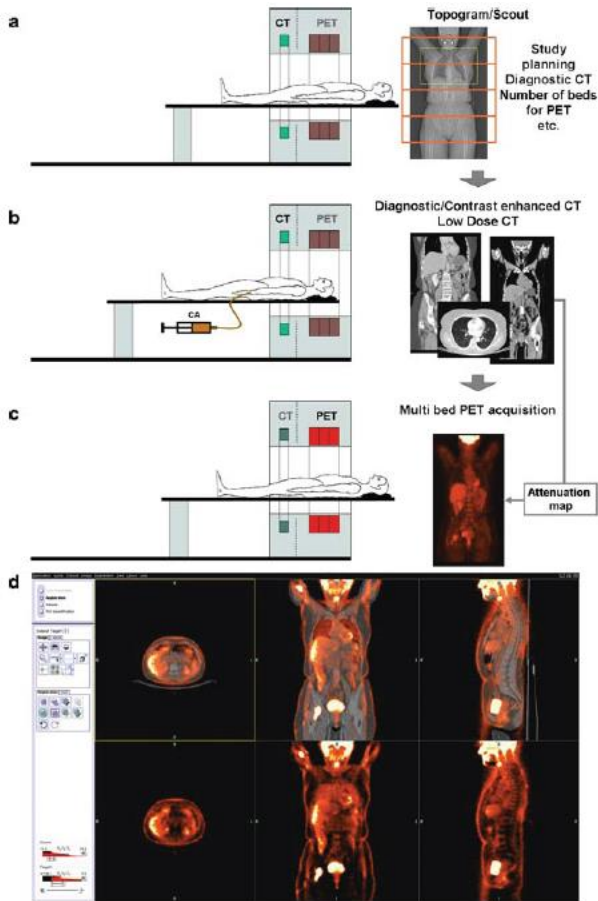 a
CT
PET
Topogram/Scout
Study
planning
Diagnostic CT
Number of beds
for PET
etc.
b
CT
PET
CA
Diagnostic/Contrast enhanced CT
Low Dose CT
c
CT
PET
Multi bed PET acquisition
Attenuation
map
d